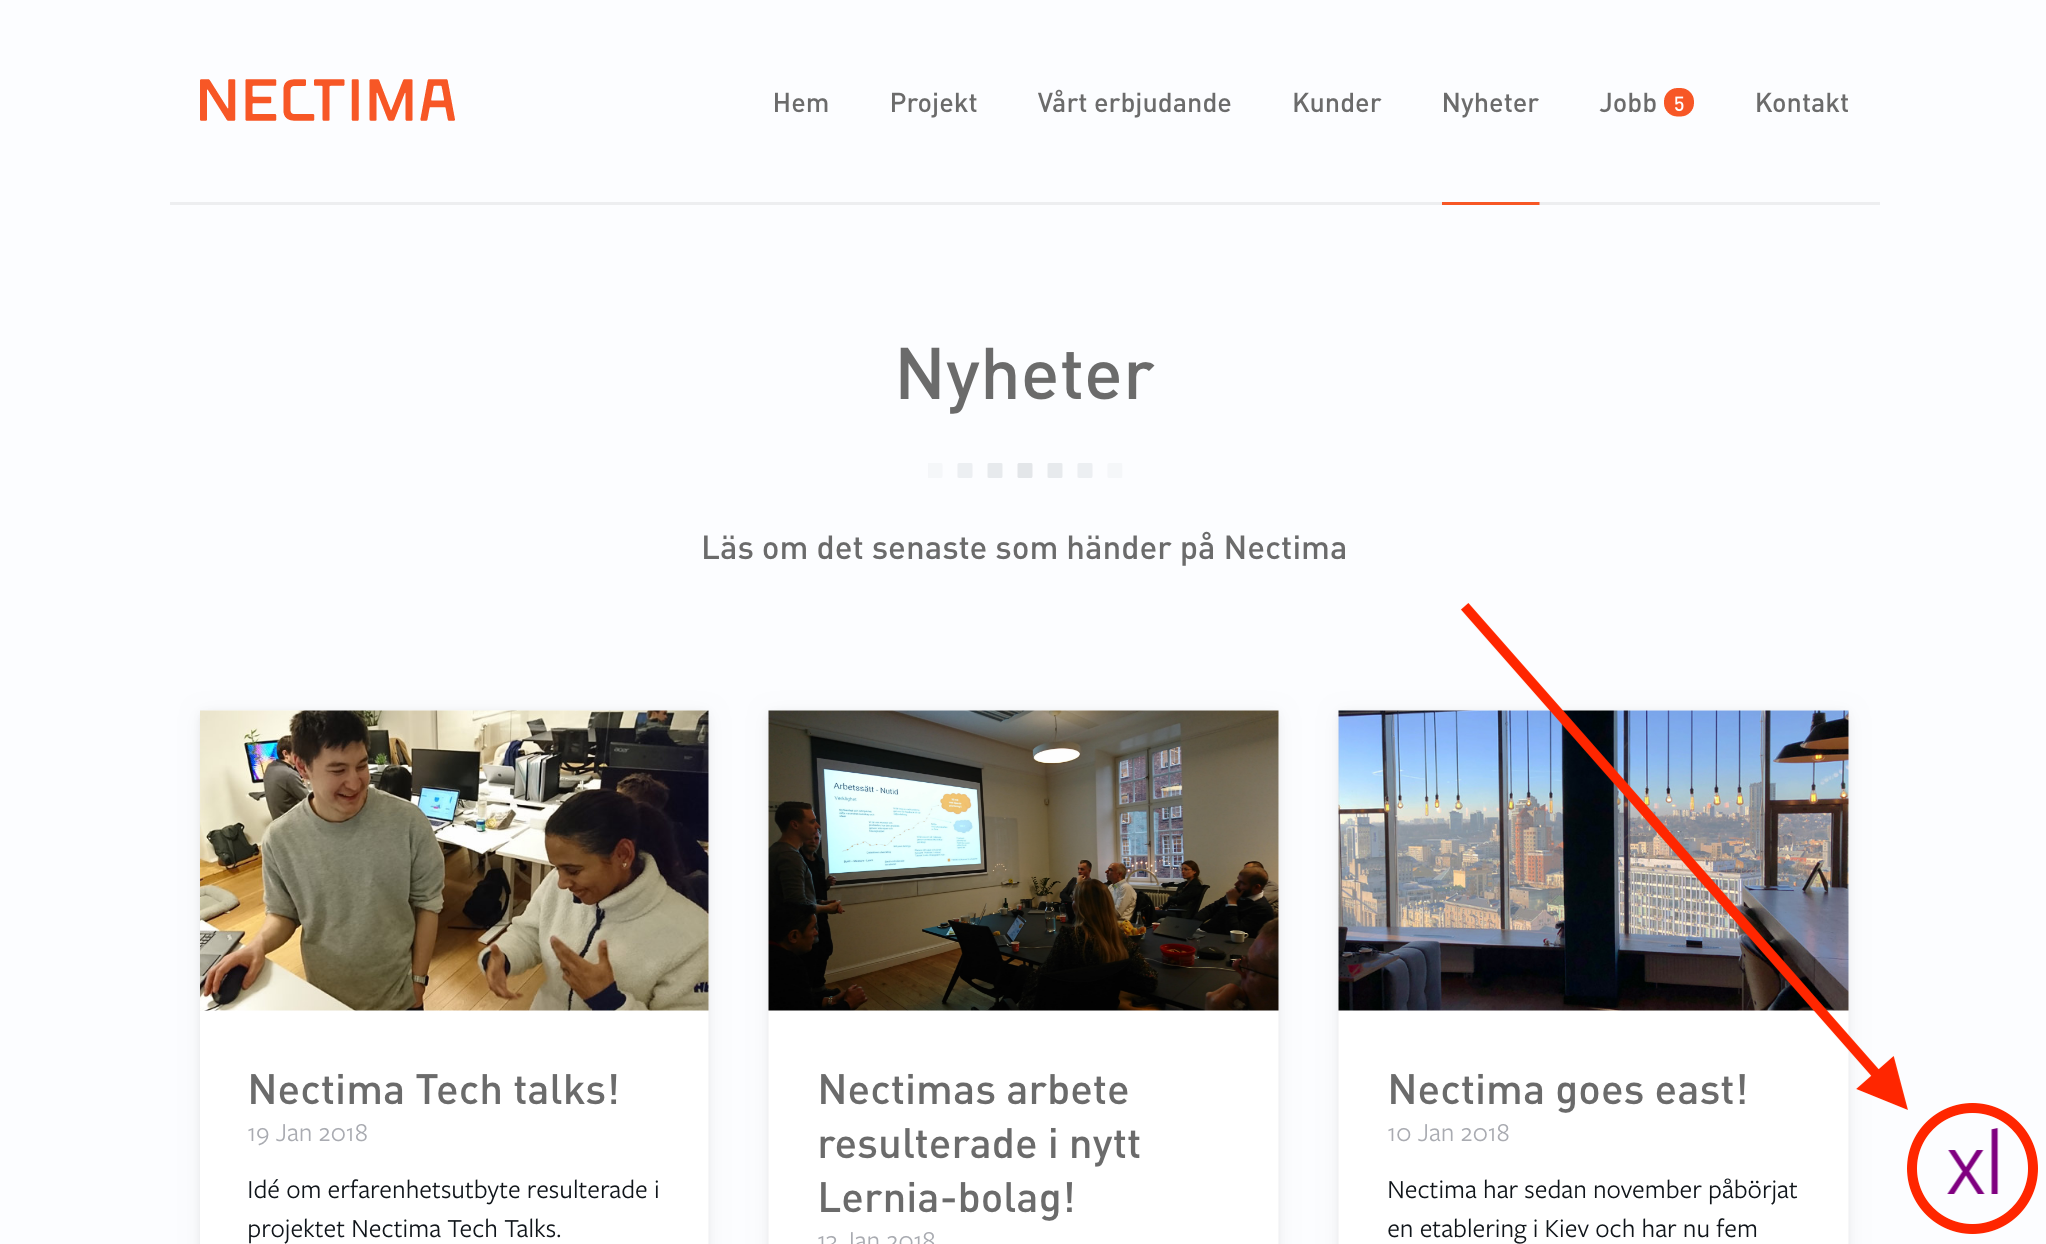 NECTIMA
Hem
Projekt
Vårt erbjudande
Kunder
Nyheter
Jobb 5
Kontakt
Nyheter
Läs om det senaste som händer på Nectima
Arbetssätt - Nutid
Nectima Tech talks!
19 Jan 2018
Idé om erfarenhetsutbyte resulterade i
projektet Nectima Tech Talks.
Nectimas arbete
resulterade i nytt
Lernia-bolag!
12 Jan 2018
Nectima goes east!
10 Jan 2018
Nectima har sedan november påbörjat
en etablering i Kiev och har nu fem
xl